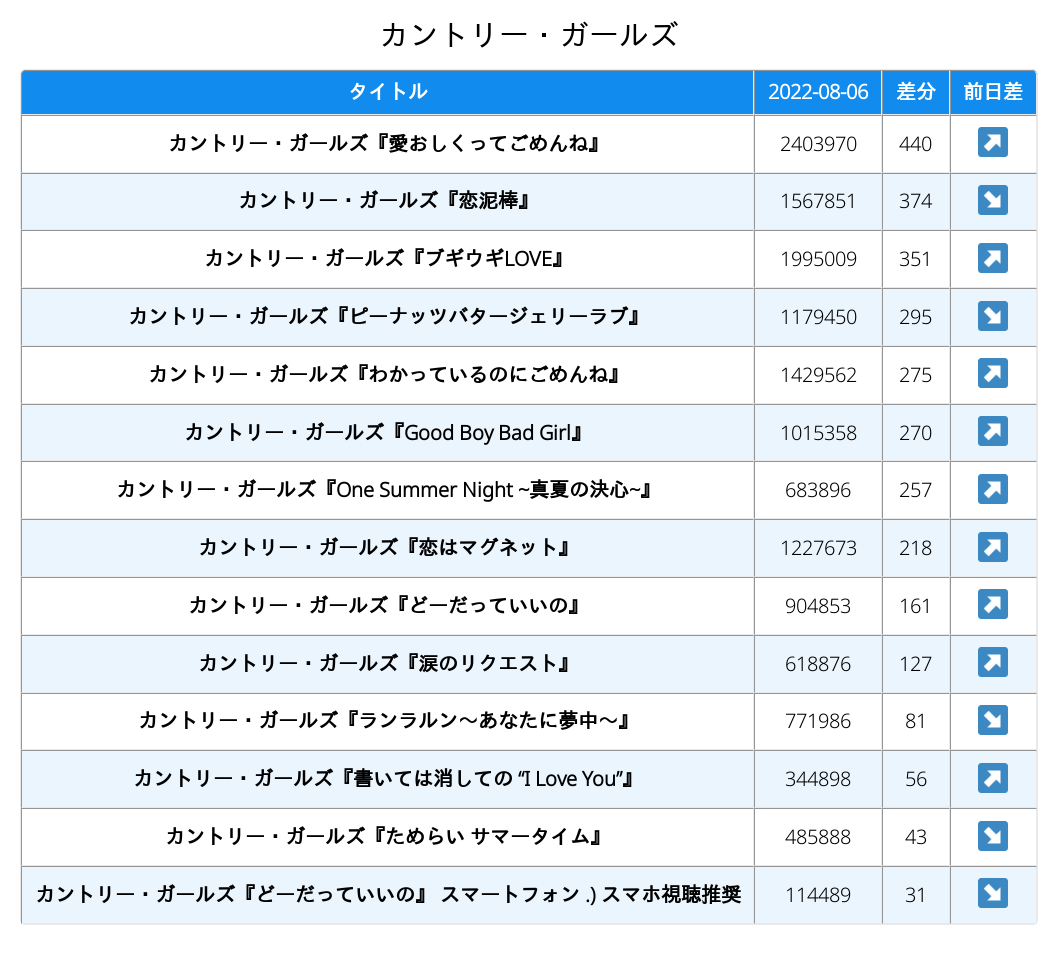 カントリー・ガールズ
タイトル 2022-08-06 差分 前日差
カントリー・ガールズ『愛おしくってごめんね』 2403970 440
カントリー・ガールズ『恋泥棒』 1567851 374
カントリー・ガールズ『ブギウギLOVE』 1995009 351
カントリー・ガールズ『ピーナッツバタージェリーラブ』 1179450 295
カントリー・ガールズ『わかっているのにごめんね』 1429562 275
カントリー・ガールズ『Good Boy Bad Girl』 1015358 270
カントリー・ガールズ『One Summer Night ~真夏の決心~』 683896 257
カントリー・ガールズ『恋はマグネット』 1227673 218
カントリー・ガールズ『どーだっていいの』 904853 161
カントリー・ガールズ『涙のリクエスト』 618876 127
カントリー・ガールズ『ランラルン～あなたに夢中～』 771986 81
カントリー・ガールズ『書いては消しての “I Love You”』 344898 56
カントリー・ガールズ『ためらい サマータイム』 485888 43
カントリー・ガールズ『どーだっていいの』 スマートフォン .) スマホ視聴推奨 114489 31